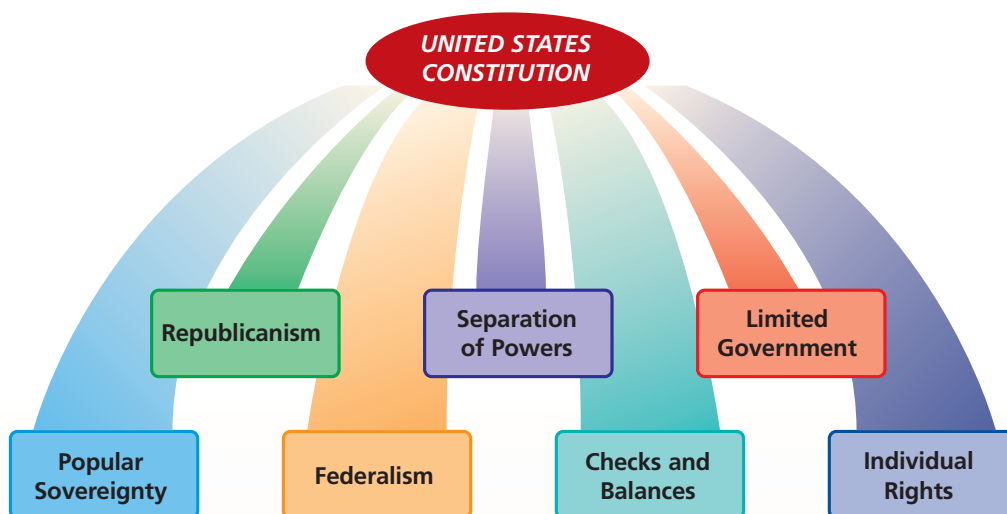 UNITED STATES
CONSTITUTION
Republicanism
Separation
of Powers
Limited
Government
Popular
Sovereignty
Federalism
Checks and
Balances
Individual
Rights